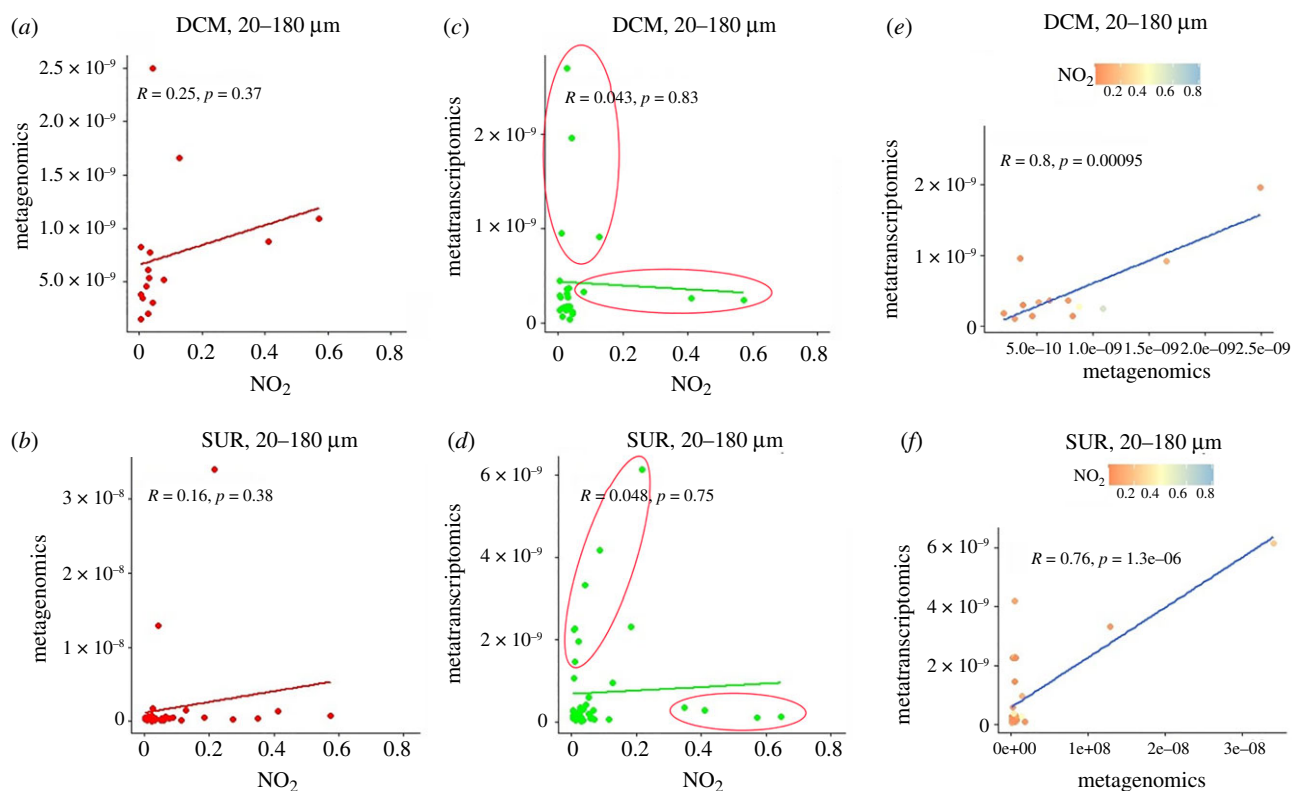 (a)
DCM, 20–180 µm
2.5 × 10⁻⁹
2.0 × 10⁻⁹
1.5 × 10⁻⁹
1.0 × 10⁻⁹
5.0 × 10⁻⁹
metagenomics
R = 0.25, p = 0.37
0 0.2 0.4 0.6 0.8
NO₂
(c)
DCM, 20–180 µm
2 × 10⁻⁹
1 × 10⁻⁹
0
metatranscriptomics
R = 0.043, p = 0.83
0 0.2 0.4 0.6 0.8
NO₂
(e)
DCM, 20–180 µm
NO₂
0.2 0.4 0.6 0.8
R = 0.8, p = 0.00095
2 × 10⁻⁹
1 × 10⁻⁹
0
metatranscriptomics
5.0e–10 1.0e–09 1.5e–09 2.0e–09 2.5e–09
metagenomics
(b)
SUR, 20–180 µm
3 × 10⁻⁸
2 × 10⁻⁸
1 × 10⁻⁸
0
metagenomics
R = 0.16, p = 0.38
0 0.2 0.4 0.6 0.8
NO₂
(d)
SUR, 20–180 µm
6 × 10⁻⁹
4 × 10⁻⁹
2 × 10⁻⁹
0
metatranscriptomics
R = 0.048, p = 0.75
0 0.2 0.4 0.6 0.8
NO₂
(f)
SUR, 20–180 µm
NO₂
0.2 0.4 0.6 0.8
R = 0.76, p = 1.3e–06
6 × 10⁻⁹
4 × 10⁻⁹
2 × 10⁻⁹
0
metatranscriptomics
0e+00 1e+08 2e–08 3e–08
metagenomics